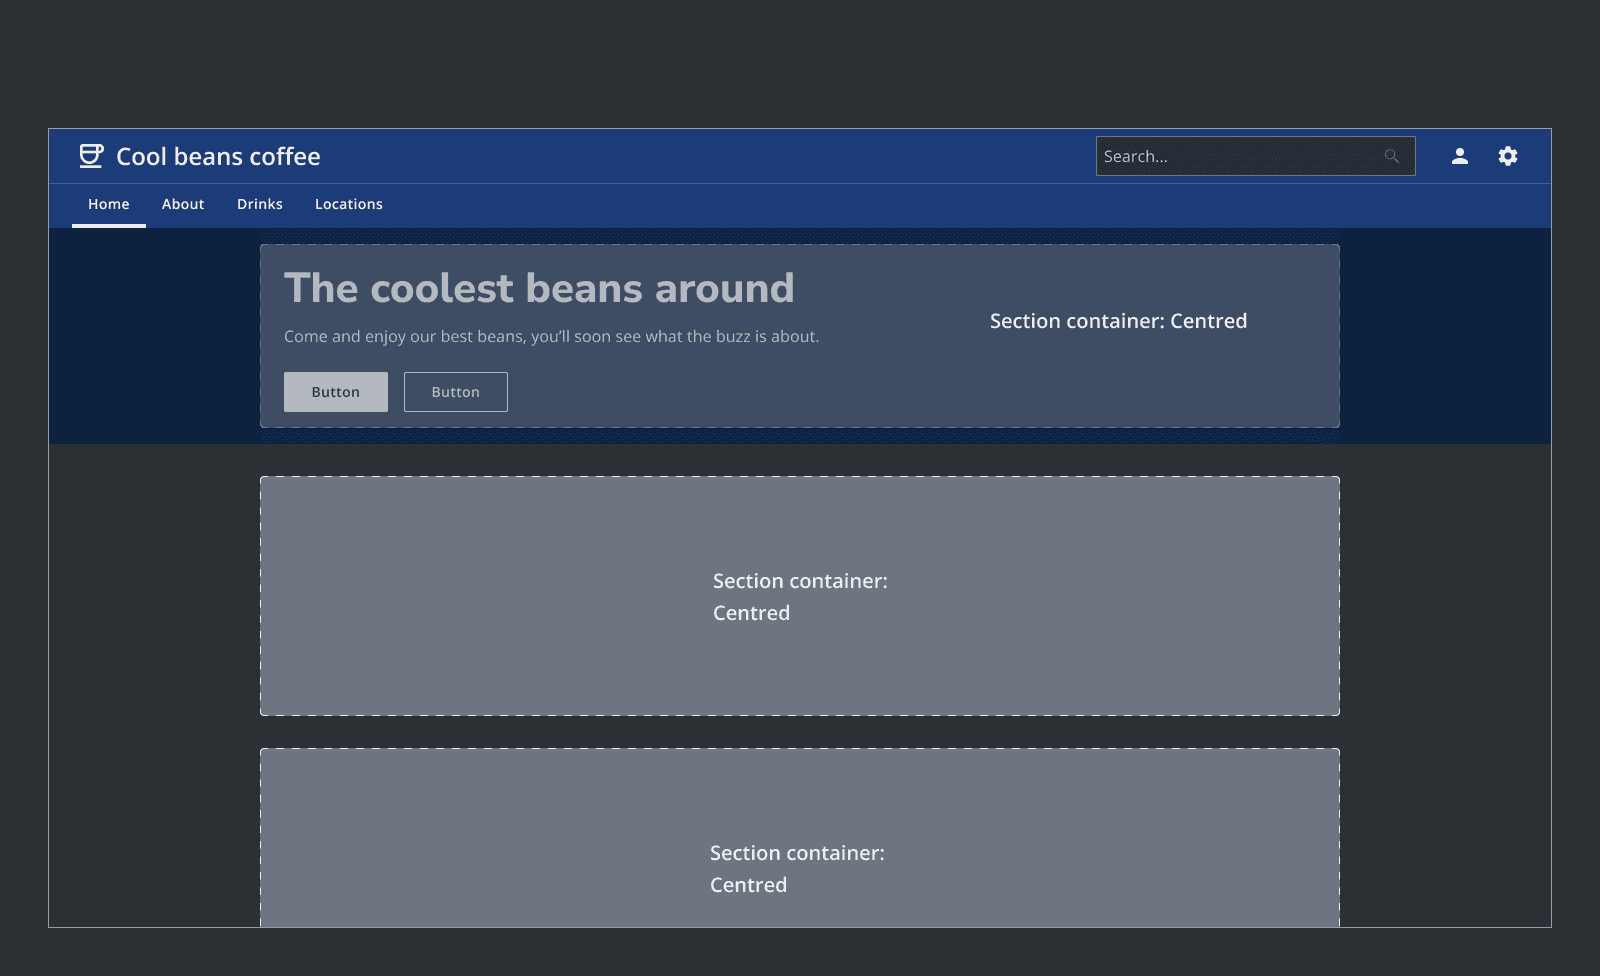 Cool beans coffee
Search...
Home About Drinks Locations
The coolest beans around
Come and enjoy our best beans, you’ll soon see what the buzz is about.
Button Button
Section container: Centred
Section container:
Centred
Section container:
Centred